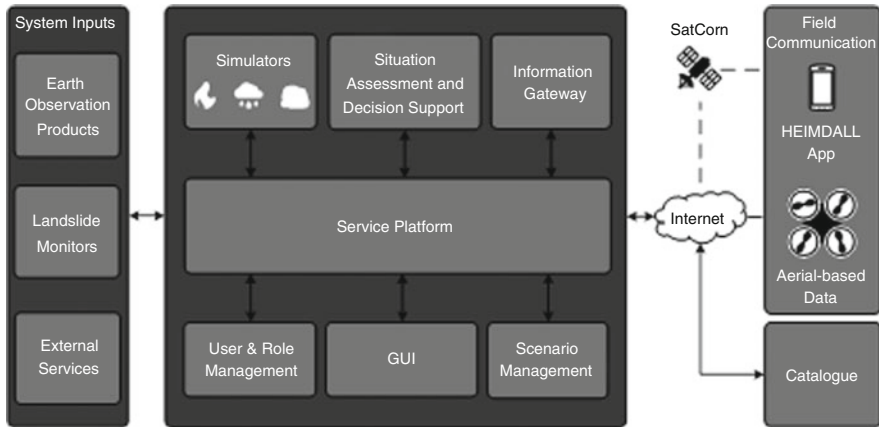 System Inputs
Earth
Observation
Products
Landslide
Monitors
External
Services
Simulators
Situation
Assessment and
Decision Support
Information
Gateway
Service Platform
User & Role
Management
GUI
Scenario
Management
SatCorn
Internet
Field
Communication
HEIMDALL
App
Aerial-based
Data
Catalogue